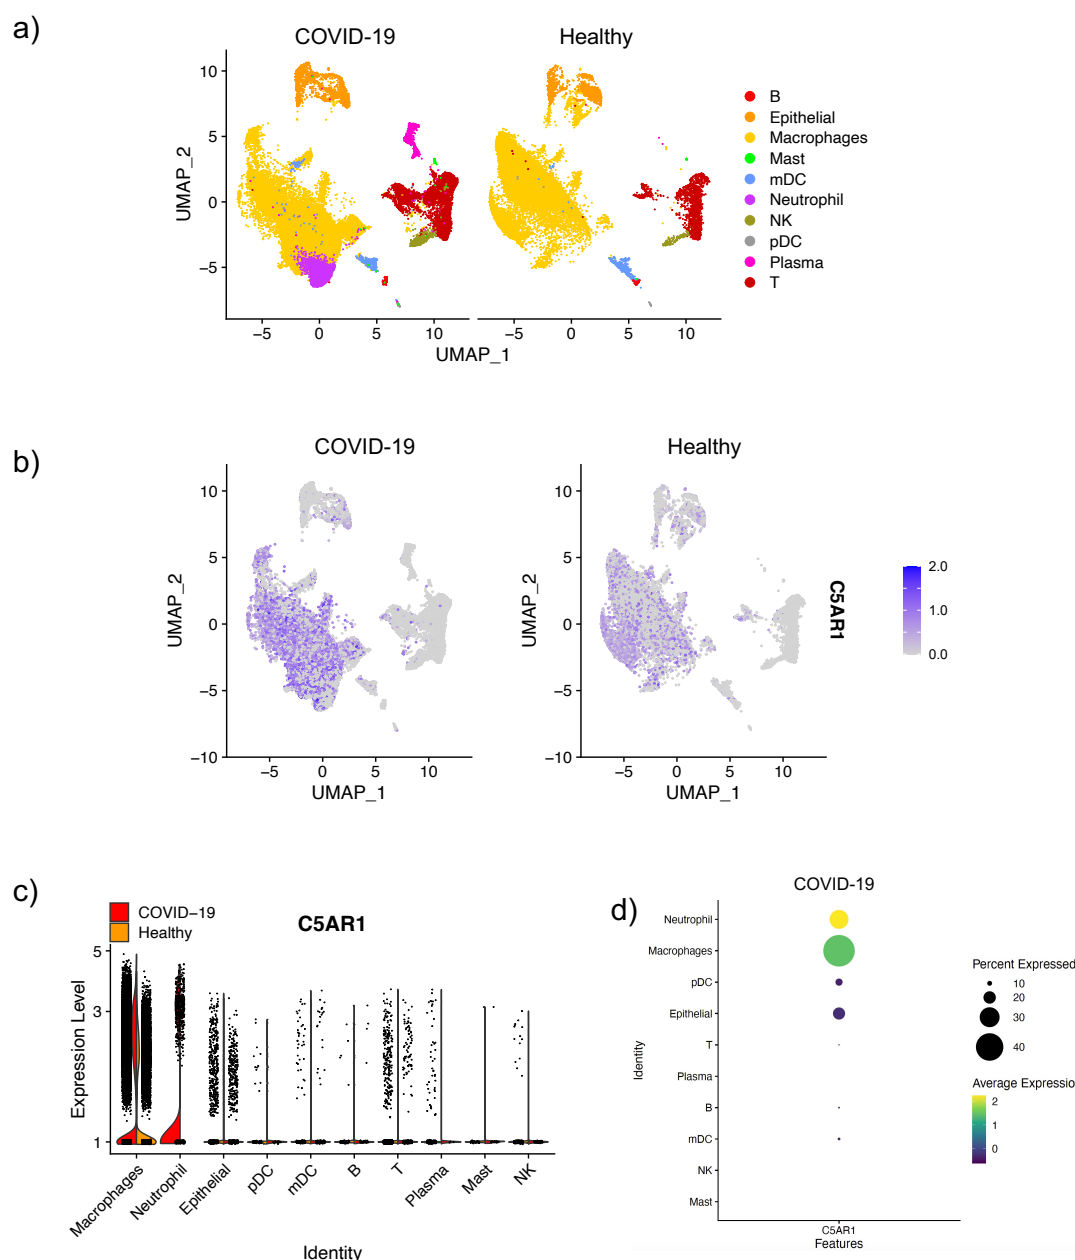 a)
COVID-19
Healthy
10
5
0
−5
UMAP_2
−5
0
5
10
−5
0
5
10
UMAP_1
B
Epithelial
Macrophages
Mast
mDC
Neutrophil
NK
pDC
Plasma
T
b)
COVID-19
Healthy
10
5
0
−5
−10
UMAP_2
−5
0
5
10
UMAP_1
10
5
0
−5
−10
UMAP_2
−5
0
5
10
UMAP_1
C5AR1
2.0
1.0
0.0
c)
COVID−19
Healthy
C5AR1
5
3
1
Expression Level
Macrophages
Neutrophil
Epithelial
pDC
mDC
B
T
Plasma
Mast
NK
Identity
d)
COVID-19
Neutrophil
Macrophages
pDC
Epithelial
T
Plasma
B
mDC
NK
Mast
Identity
C5AR1
Features
Percent Expressed
10
20
30
40
Average Expressio
2
1
0